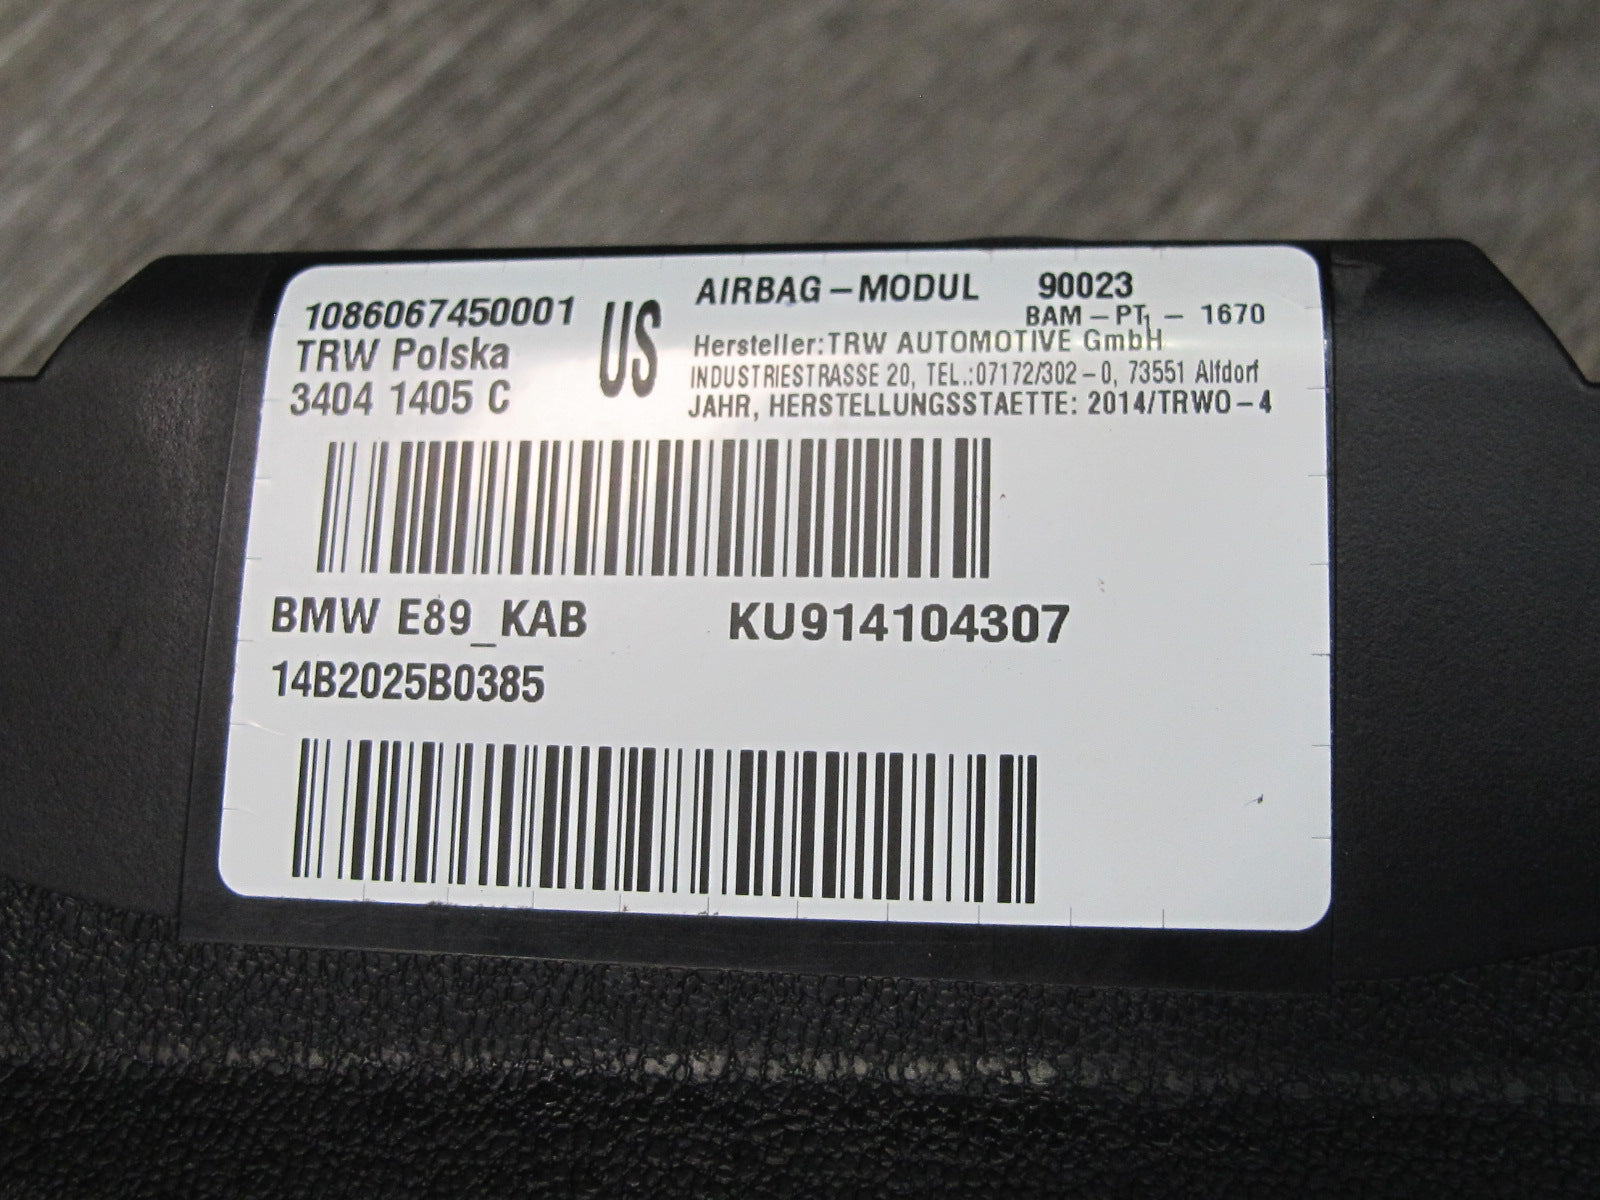 1086067450001
TRW Polska
3404 1405 C
US
AIRBAG-MODUL 90023
BAM-PT₁-1670
Hersteller:TRW AUTOMOTIVE GmbH
INDUSTRIESTRASSE 20, TEL.:07172/302-0, 73551 Alfdorf
JAHR, HERSTELLUNGSSTAETTE: 2014/TRWO-4
BMW E89_KAB KU914104307
14B2025B0385